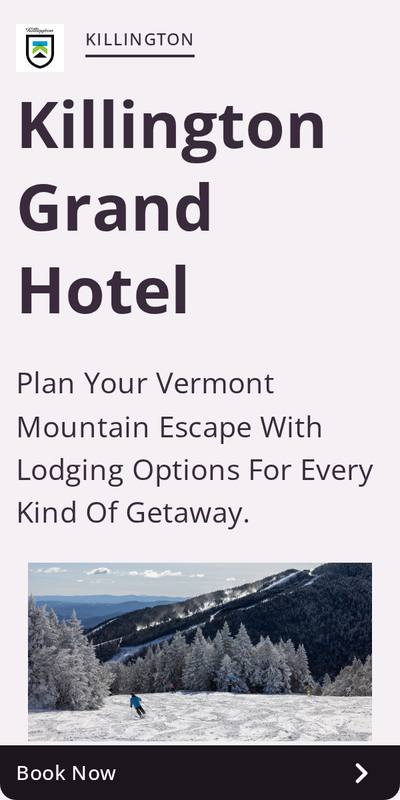 Killington
KILLINGTON
Killington
Grand
Hotel
Plan Your Vermont
Mountain Escape With
Lodging Options For Every
Kind Of Getaway.
Book Now